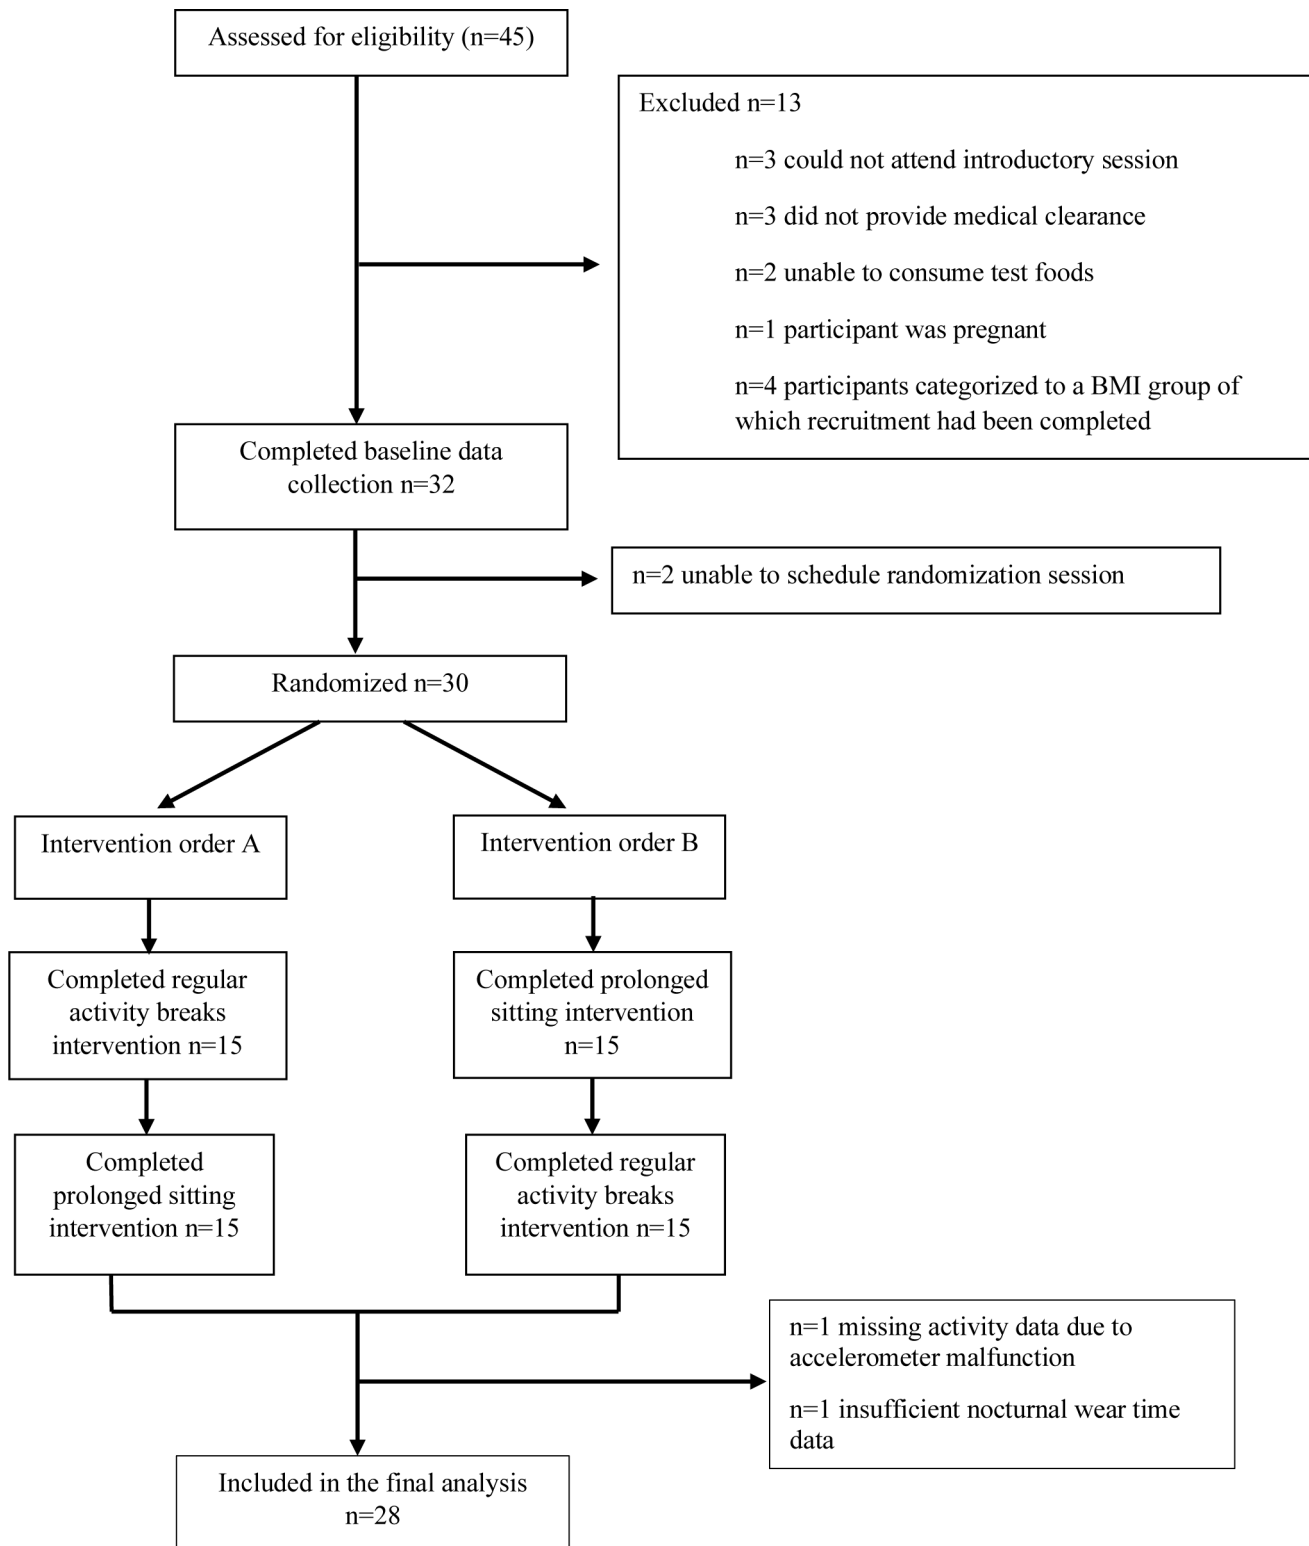 Assessed for eligibility (n=45)
Excluded n=13
n=3 could not attend introductory session
n=3 did not provide medical clearance
n=2 unable to consume test foods
n=1 participant was pregnant
n=4 participants categorized to a BMI group of
which recruitment had been completed
Completed baseline data
collection n=32
n=2 unable to schedule randomization session
Randomized n=30
Intervention order A
Intervention order B
Completed regular
activity breaks
intervention n=15
Completed prolonged
sitting intervention
n=15
Completed
prolonged sitting
intervention n=15
Completed regular
activity breaks
intervention n=15
n=1 missing activity data due to
accelerometer malfunction
n=1 insufficient nocturnal wear time
data
Included in the final analysis
n=28